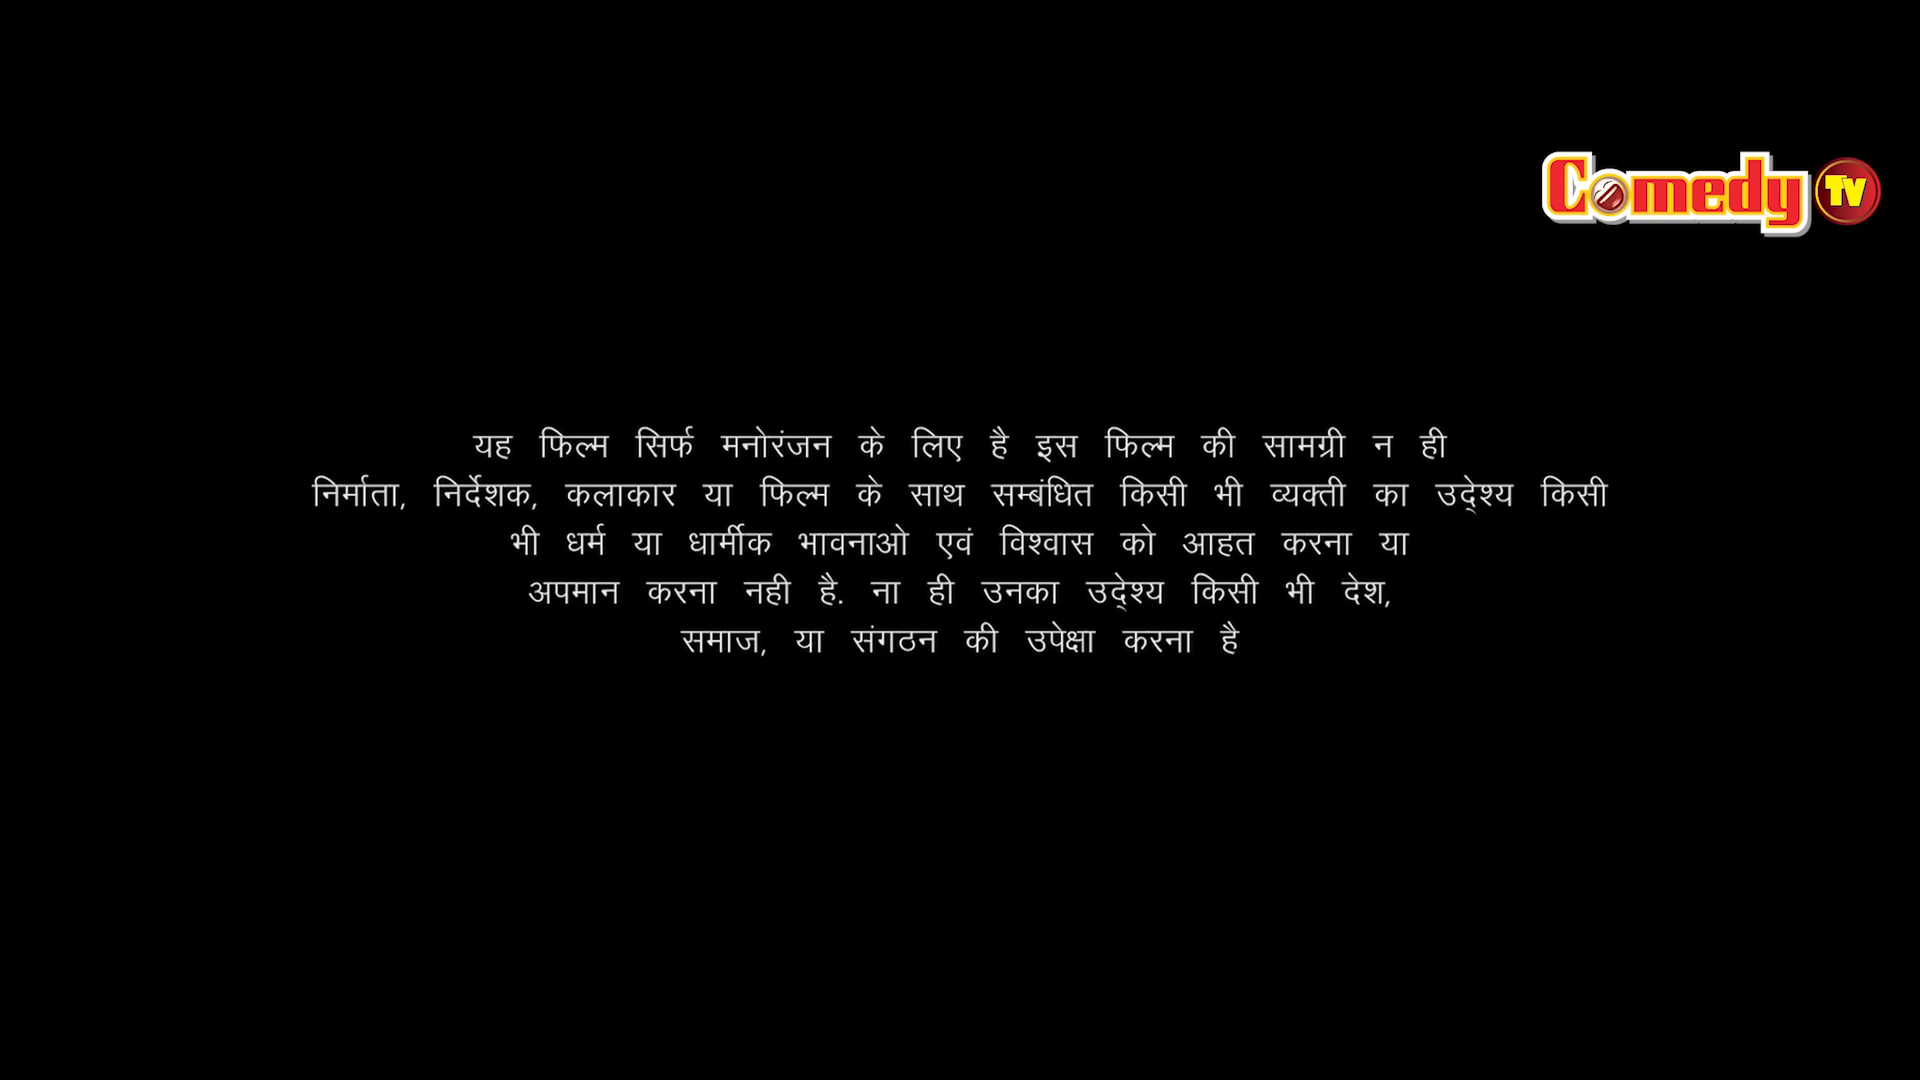 Comedy TV
यह फिल्म सिर्फ मनोरंजन के लिए है इस फिल्म की सामग्री न ही
निर्माता, निर्देशक, कलाकार या फिल्म के साथ सम्बंधित किसी भी व्यक्ती का उद्देश्य किसी
भी धर्म या धार्मीक भावनाओ एवं विश्वास को आहत करना या
अपमान करना नही है. ना ही उनका उद्देश्य किसी भी देश,
समाज, या संगठन की उपेक्षा करना है